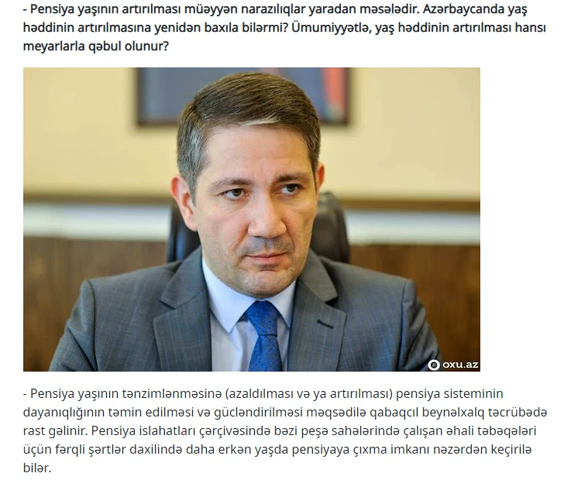 - Pensiya yaşının artırılması müəyyən narazılıqlar yaradan məsələdir. Azərbaycanda yaş
həddinin artırılmasına yenidən baxıla bilərmi? Ümumiyyətlə, yaş həddinin artırılması hansı
meyarlarla qəbul olunur?
oxu.az
- Pensiya yaşının tənzimlənməsinə (azaldılması və ya artırılması) pensiya sisteminin
dayanıqlığının təmin edilməsi və gücləndirilməsi məqsədilə qabaqcıl beynəlxalq təcrübədə
rast gəlinir. Pensiya islahatları çərçivəsində bəzi peşə sahələrində çalışan əhali təbəqələri
üçün fərqli şərtlər daxilində daha erkən yaşda pensiyaya çıxma imkanı nəzərdən keçirilə
bilər.